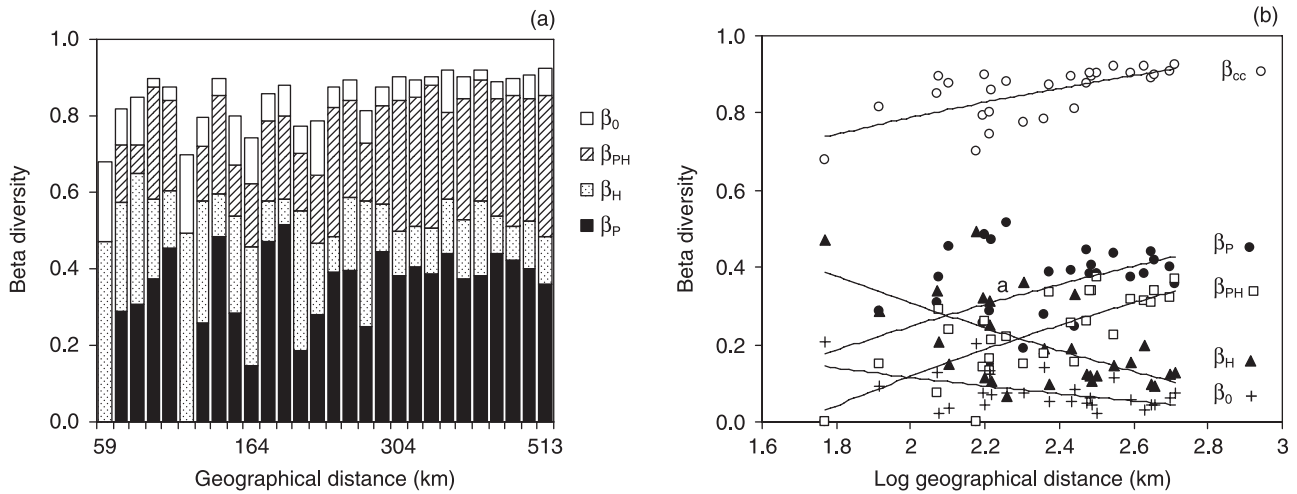 (a)
1.0
0.8
0.6
0.4
0.2
0.0
Beta diversity
59 164 304 513
Geographical distance (km)
β0
βPH
βH
βP
(b)
1.0
0.8
0.6
0.4
0.2
0.0
Beta diversity
1.6 1.8 2 2.2 2.4 2.6 2.8 3
Log geographical distance (km)
a
βcc
βP
βPH
βH
β0